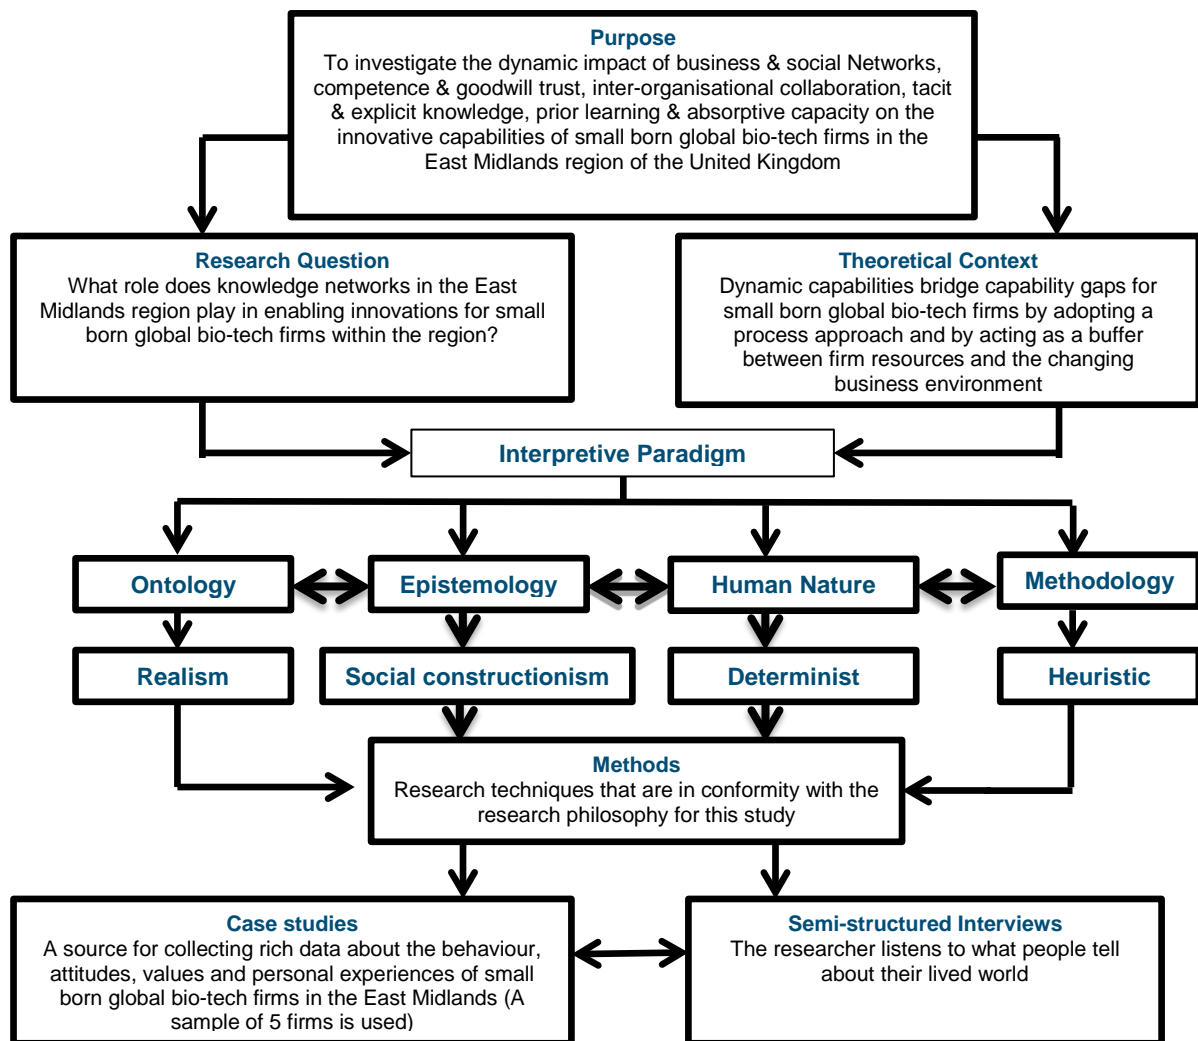 Purpose
To investigate the dynamic impact of business & social Networks,
competence & goodwill trust, inter-organisational collaboration, tacit
& explicit knowledge, prior learning & absorptive capacity on the
innovative capabilities of small born global bio-tech firms in the
East Midlands region of the United Kingdom
Research Question
What role does knowledge networks in the East
Midlands region play in enabling innovations for small
born global bio-tech firms within the region?
Theoretical Context
Dynamic capabilities bridge capability gaps for
small born global bio-tech firms by adopting a
process approach and by acting as a buffer
between firm resources and the changing
business environment
Interpretive Paradigm
Ontology
Epistemology
Human Nature
Methodology
Realism
Social constructionism
Determinist
Heuristic
Methods
Research techniques that are in conformity with the
research philosophy for this study
Case studies
A source for collecting rich data about the behaviour,
attitudes, values and personal experiences of small
born global bio-tech firms in the East Midlands (A
sample of 5 firms is used)
Semi-structured Interviews
The researcher listens to what people tell
about their lived world